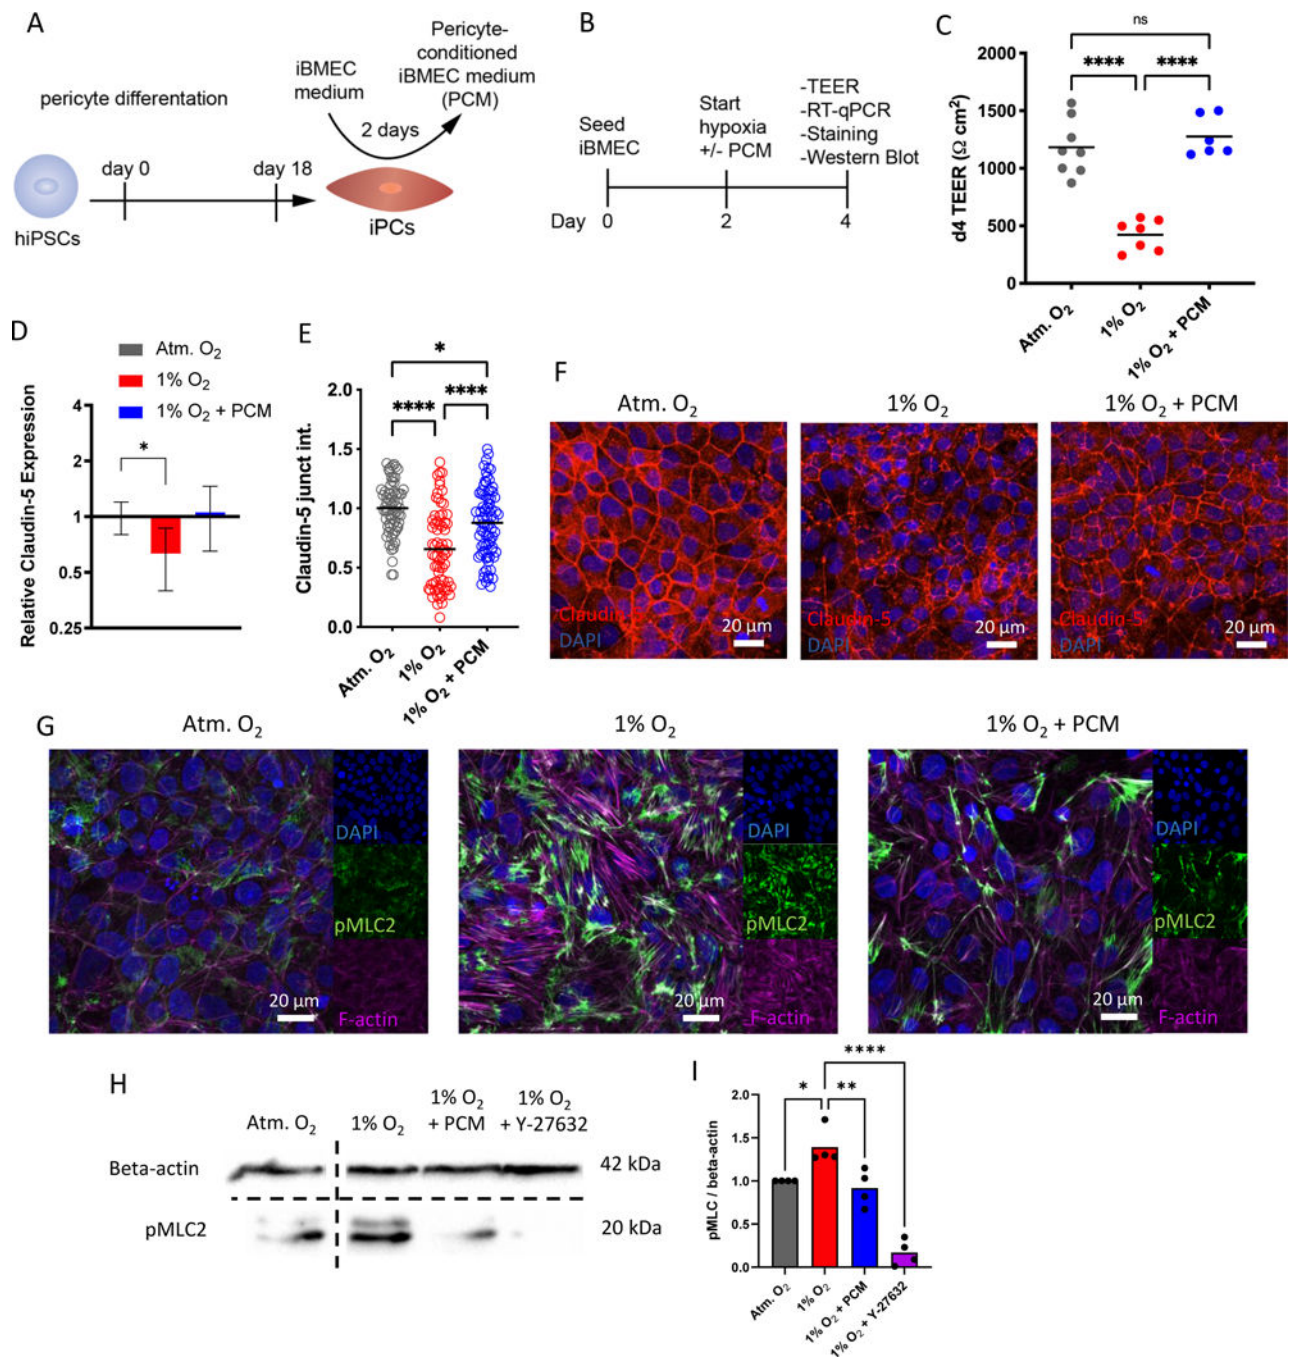 A
pericyte differentation
day 0
day 18
hiPSCs
iBMEC
medium
2 days
Pericyte-
conditioned
iBMEC medium
(PCM)
iPCs
B
Seed
iBMEC
Start
hypoxia
+/- PCM
-TEER
-RT-qPCR
-Staining
-Western Blot
Day
0
2
4
C
ns
**** ****
d4 TEER (Ω cm²)
2000
1500
1000
500
0
Atm. O₂
1% O₂
1% O₂ + PCM
D
Atm. O₂
1% O₂
1% O₂ + PCM
Relative Claudin-5 Expression
4
2
1
0.5
0.25
*
E
*
****
****
Claudin-5 junct int.
2.0
1.5
1.0
0.5
0.0
Atm. O₂
1% O₂
1% O₂ + PCM
F
Atm. O₂
1% O₂
1% O₂ + PCM
Claudin-5
DAPI
20 µm
Claudin-5
DAPI
20 µm
Claudin-5
DAPI
20 µm
G
Atm. O₂
1% O₂
1% O₂ + PCM
DAPI
pMLC2
F-actin
20 µm
DAPI
pMLC2
F-actin
20 µm
DAPI
pMLC2
F-actin
20 µm
H
Atm. O₂
1% O₂
1% O₂
+ PCM
1% O₂
+ Y-27632
Beta-actin
42 kDa
pMLC2
20 kDa
I
****
* **
pMLC / beta-actin
2.0
1.5
1.0
0.5
0.0
Atm. O₂
1% O₂
1% O₂ + PCM
1% O₂ + Y-27632